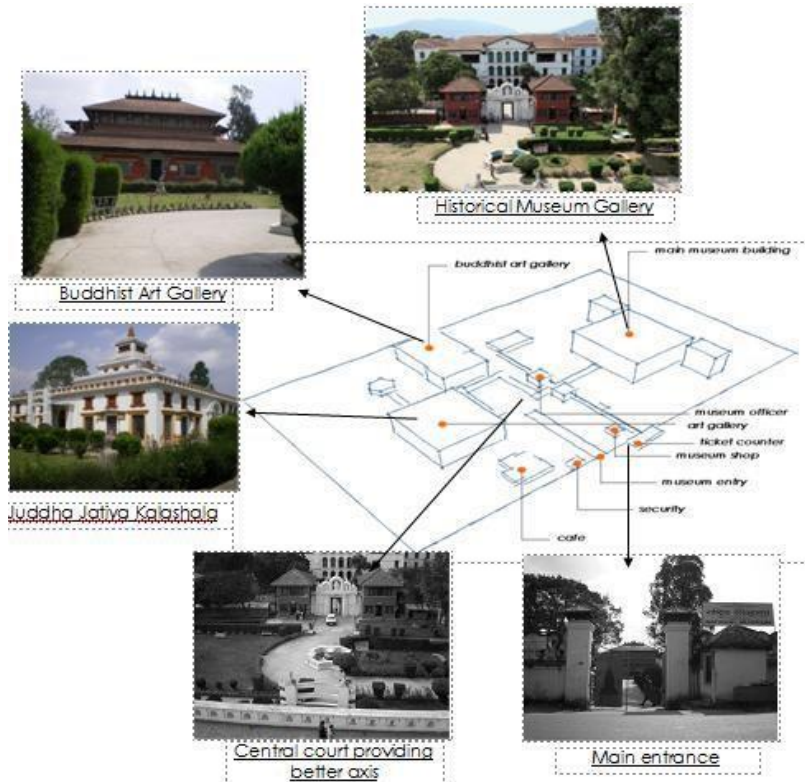 Historical Museum Gallery
Buddhist Art Gallery
buddhist art gallery
main museum building
museum officer
art gallery
ticket counter
museum shop
museum entry
security
cafe
Juddha Jatiya Kalashala
Central court providing
better axis
Main entrance